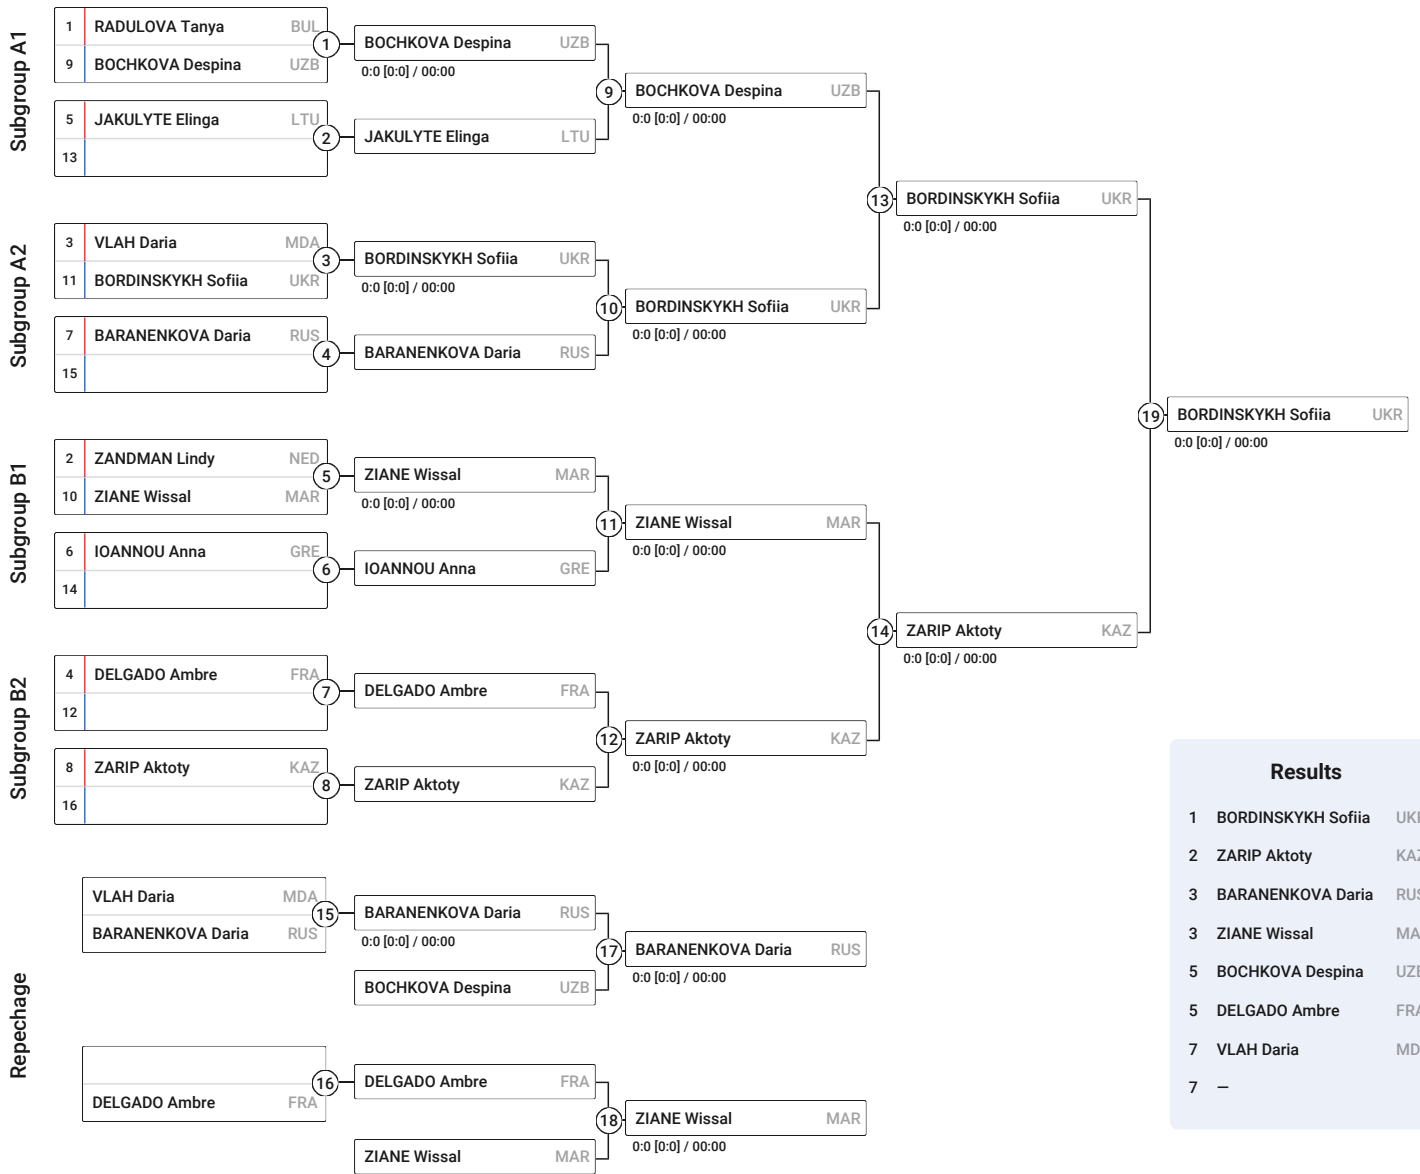 Subgroup A1
1 RADULOVA Tanya BUL
9 BOCHKOVA Despina UZB
1
BOCHKOVA Despina UZB
0:0 [0:0] / 00:00
5 JAKULYTE Elinga LTU
13
2
JAKULYTE Elinga LTU
9
BOCHKOVA Despina UZB
0:0 [0:0] / 00:00
Subgroup A2
3 VLAH Daria MDA
11 BORDINSKYKH Sofiia UKR
3
BORDINSKYKH Sofiia UKR
0:0 [0:0] / 00:00
7 BARANENKOVA Daria RUS
15
4
BARANENKOVA Daria RUS
10
BORDINSKYKH Sofiia UKR
0:0 [0:0] / 00:00
13
BORDINSKYKH Sofiia UKR
0:0 [0:0] / 00:00
Subgroup B1
2 ZANDMAN Lindy NED
10 ZIANE Wissal MAR
5
ZIANE Wissal MAR
0:0 [0:0] / 00:00
6 IOANNOU Anna GRE
14
6
IOANNOU Anna GRE
11
ZIANE Wissal MAR
0:0 [0:0] / 00:00
Subgroup B2
4 DELGADO Ambre FRA
12
7
DELGADO Ambre FRA
8 ZARIP Aktoty KAZ
16
8
ZARIP Aktoty KAZ
12
ZARIP Aktoty KAZ
0:0 [0:0] / 00:00
14
ZARIP Aktoty KAZ
0:0 [0:0] / 00:00
19
BORDINSKYKH Sofiia UKR
0:0 [0:0] / 00:00
Repechage
VLAH Daria MDA
BARANENKOVA Daria RUS
15
BARANENKOVA Daria RUS
0:0 [0:0] / 00:00
BOCHKOVA Despina UZB
17
BARANENKOVA Daria RUS
0:0 [0:0] / 00:00
DELGADO Ambre FRA
16
DELGADO Ambre FRA
ZIANE Wissal MAR
18
ZIANE Wissal MAR
0:0 [0:0] / 00:00
Results
1 BORDINSKYKH Sofiia UKR
2 ZARIP Aktoty KAZ
3 BARANENKOVA Daria RUS
3 ZIANE Wissal MA
5 BOCHKOVA Despina UZB
5 DELGADO Ambre FRA
7 VLAH Daria MD
7 —